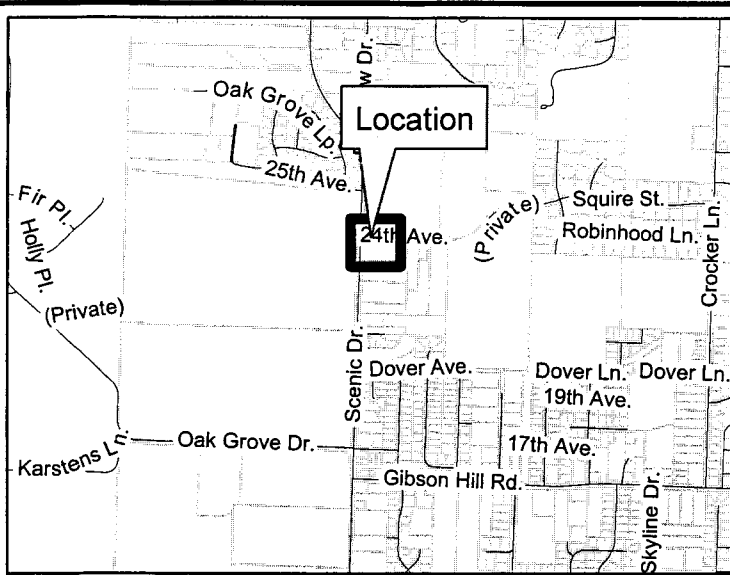 w Dr.
Oak Grove Lp.
Location
25th Ave.
Fir Pl.
Holly Pl.
(Private)
24th Ave.
(Private)
Squire St.
Robinhood Ln.
Crocker Ln.
Scenic Dr.
Dover Ave.
Dover Ln.
Dover Ln.
19th Ave.
Oak Grove Dr.
17th Ave.
Karstens Ln.
Gibson Hill Rd.
Skyline Dr.